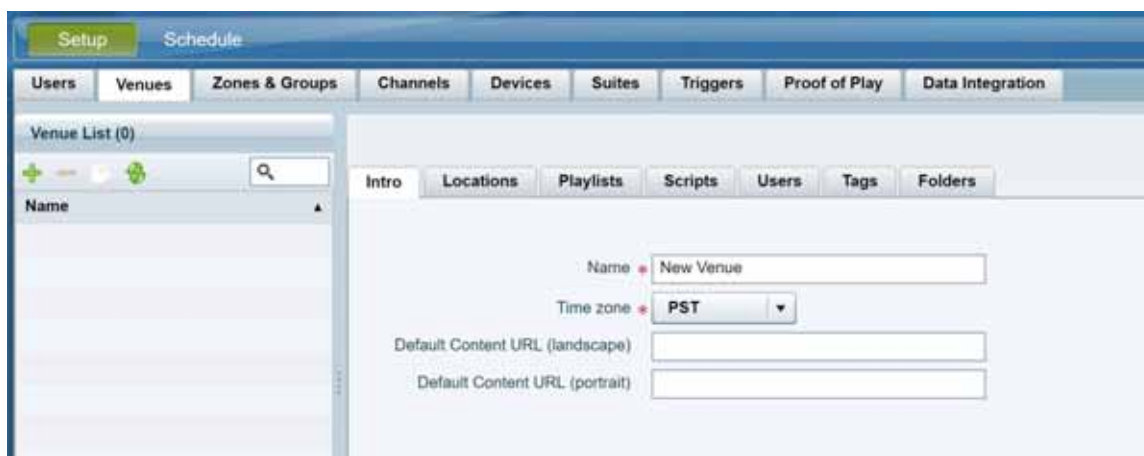 Setup Schedule
Users Venues Zones & Groups Channels Devices Suites Triggers Proof of Play Data Integration
Venue List (0)
Intro Locations Playlists Scripts Users Tags Folders
Name
Name * New Venue
Time zone * PST
Default Content URL (landscape)
Default Content URL (portrait)